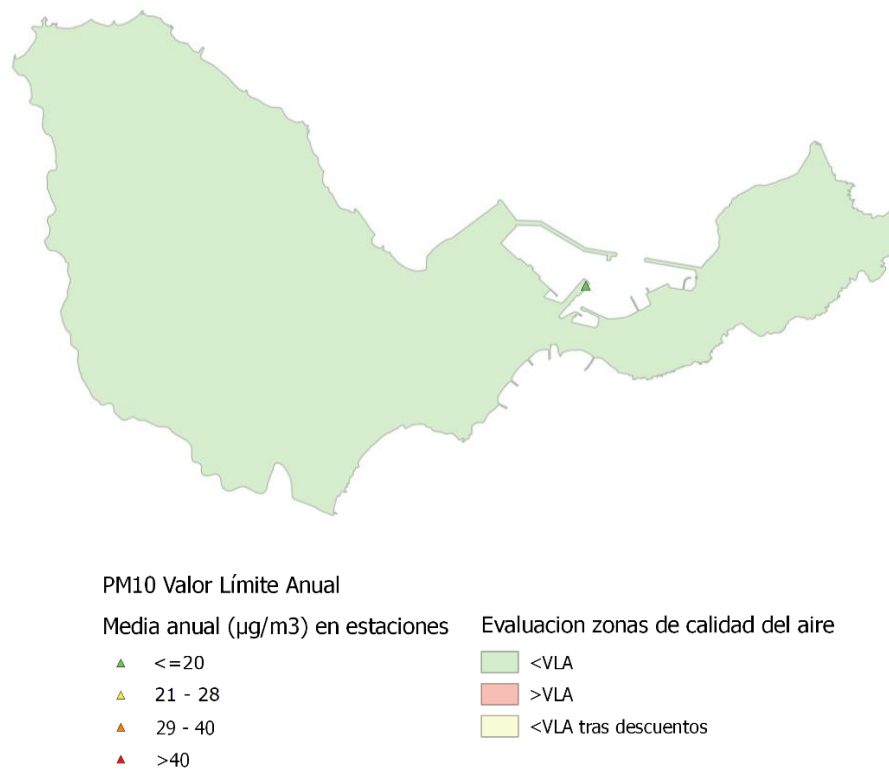 PM10 Valor Límite Anual
Media anual (µg/m3) en estaciones
<=20
21 - 28
29 - 40
>40
Evaluacion zonas de calidad del aire
<VLA
>VLA
<VLA tras descuentos